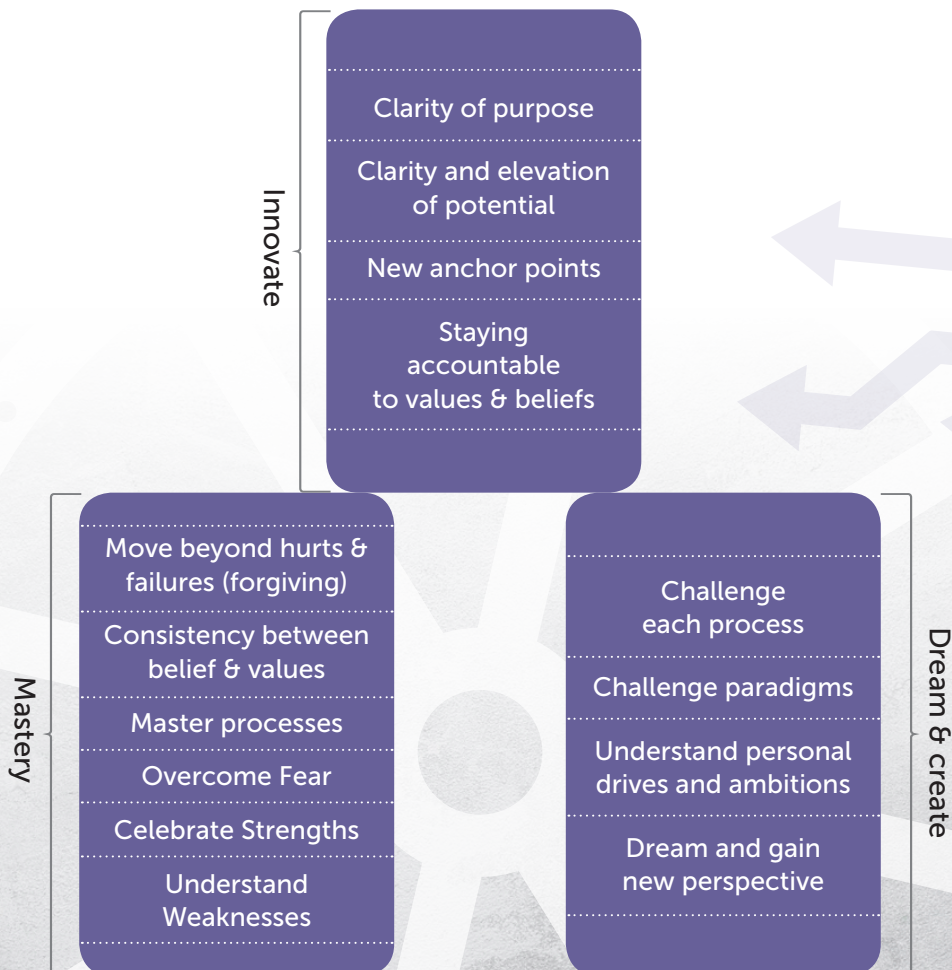 Innovate
Clarity of purpose
Clarity and elevation
of potential
New anchor points
Staying
accountable
to values & beliefs
Mastery
Move beyond hurts &
failures (forgiving)
Consistency between
belief & values
Master processes
Overcome Fear
Celebrate Strengths
Understand
Weaknesses
Challenge
each process
Challenge paradigms
Understand personal
drives and ambitions
Dream and gain
new perspective
Dream & create